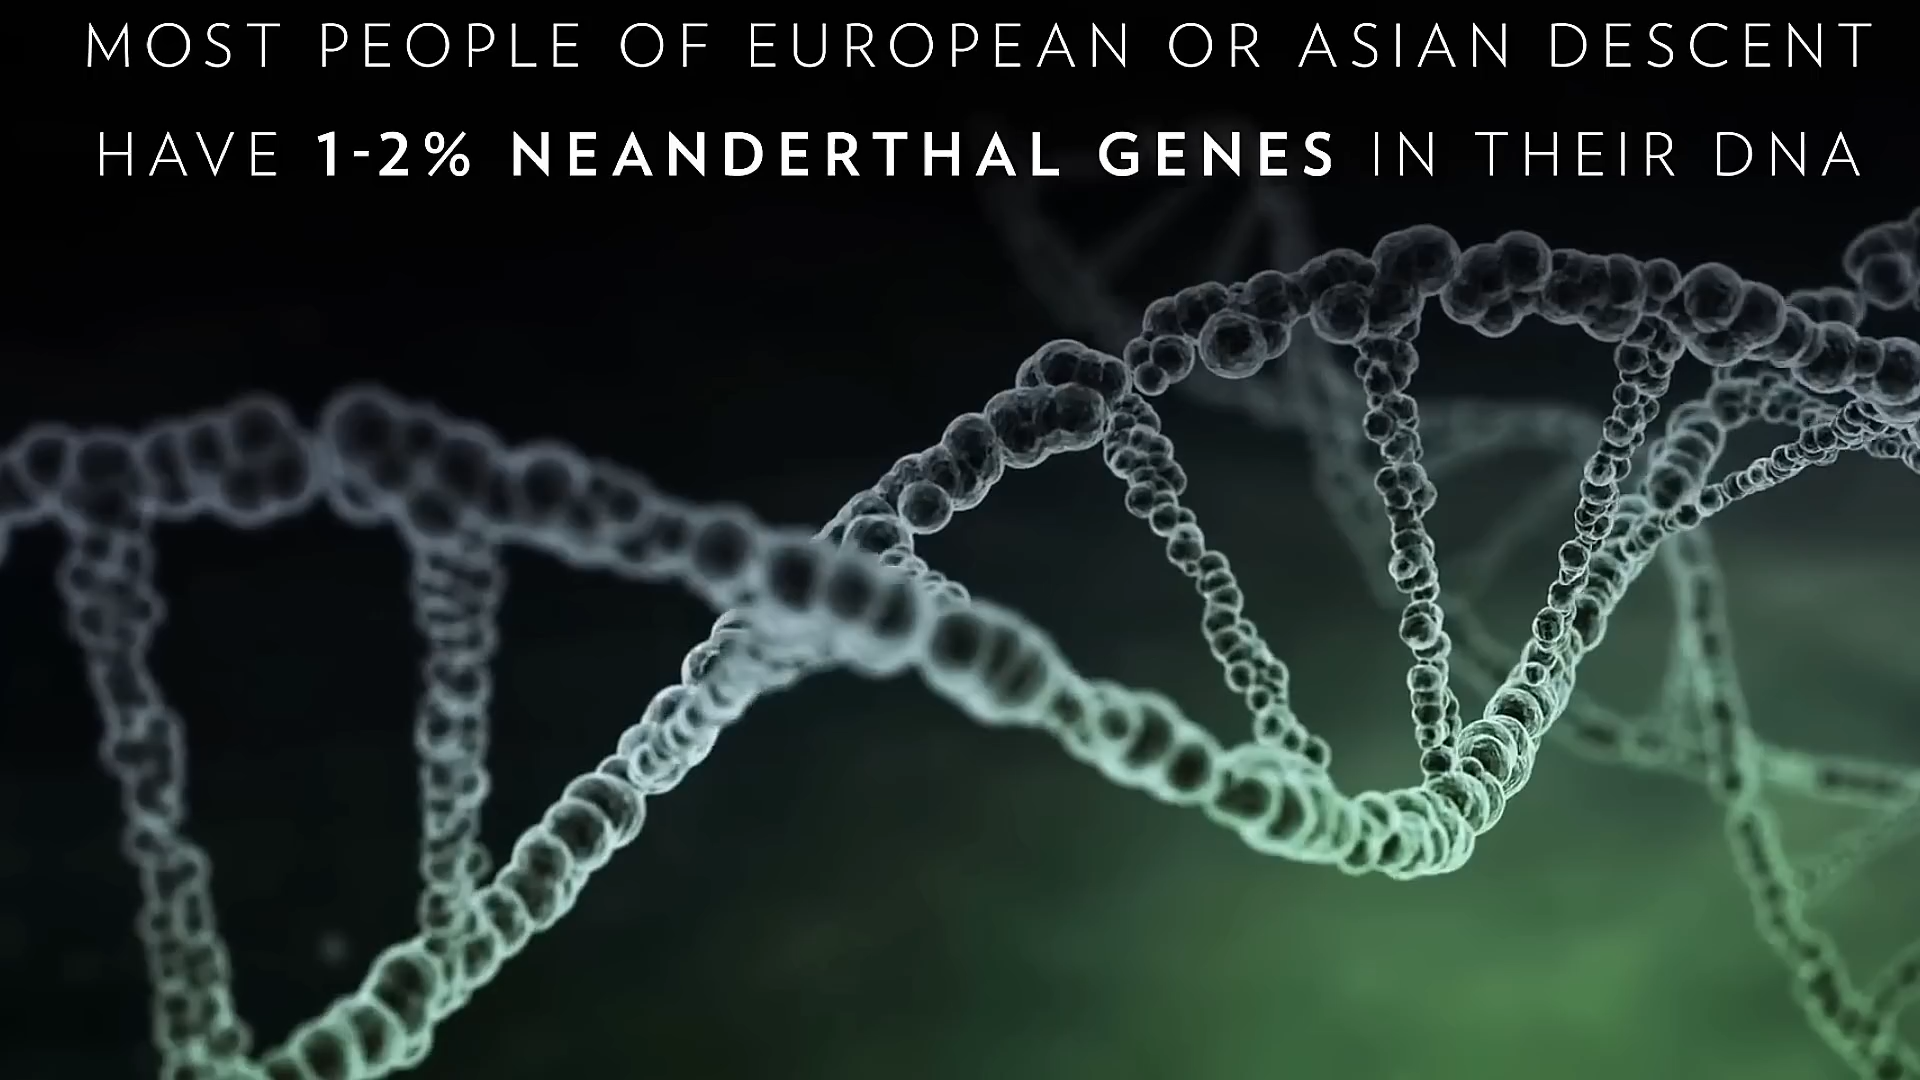 MOST PEOPLE OF EUROPEAN OR ASIAN DESCENT
HAVE 1-2% NEANDERTHAL GENES IN THEIR DNA